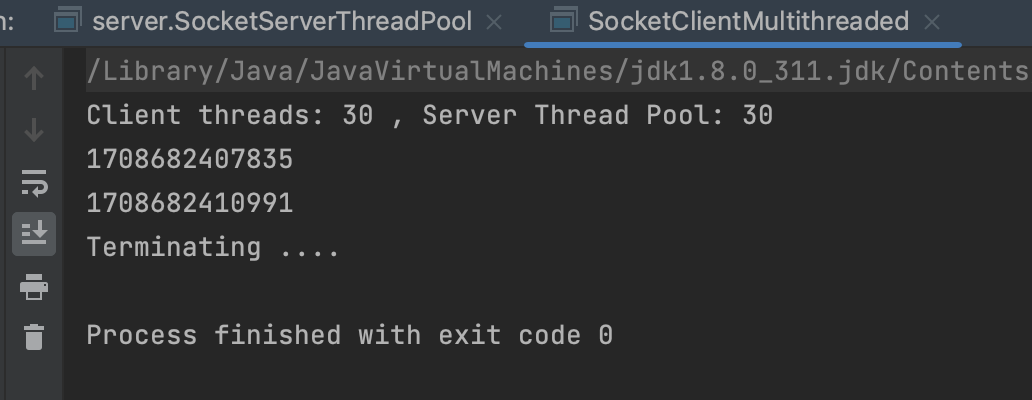 n: server.SocketServerThreadPool SocketClientMultithreaded
/Library/Java/JavaVirtualMachines/jdk1.8.0_311.jdk/Contents
Client threads: 30 , Server Thread Pool: 30
1708682407835
1708682410991
Terminating ....
Process finished with exit code 0